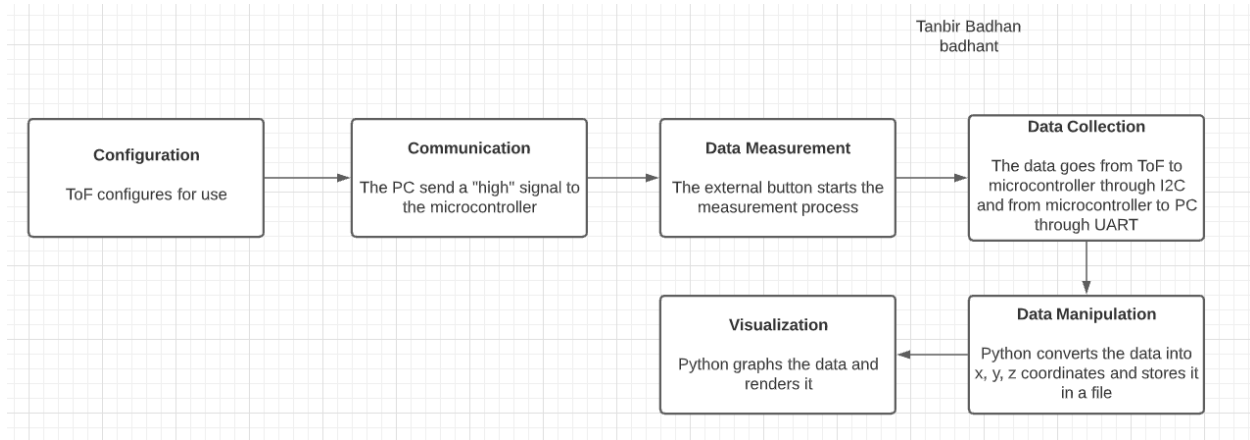 Tanbir Badhan
badhant
Configuration
ToF configures for use
Communication
The PC send a "high" signal to
the microcontroller
Data Measurement
The external button starts the
measurement process
Data Collection
The data goes from ToF to
microcontroller through I2C
and from microcontroller to PC
through UART
Data Manipulation
Python converts the data into
x, y, z coordinates and stores it
in a file
Visualization
Python graphs the data and
renders it